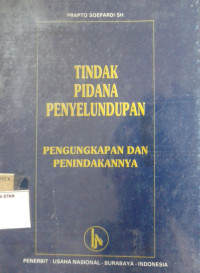 PRAPTO SOEPARDI SH.
TINDAK
PIDANA
PENYELUNDUPAN
PENGUNGKAPAN DAN
PENINDAKANNYA
PENERBIT : USAHA NASIONAL - SURABAYA - INDONESIA